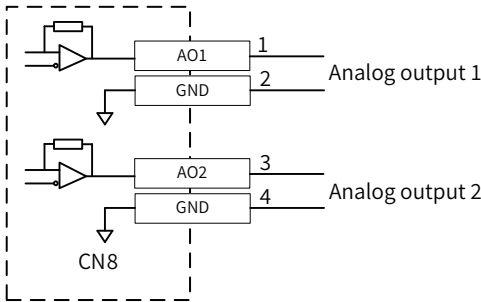 AO1 1
GND 2
Analog output 1
AO2 3
GND 4
Analog output 2
CN8